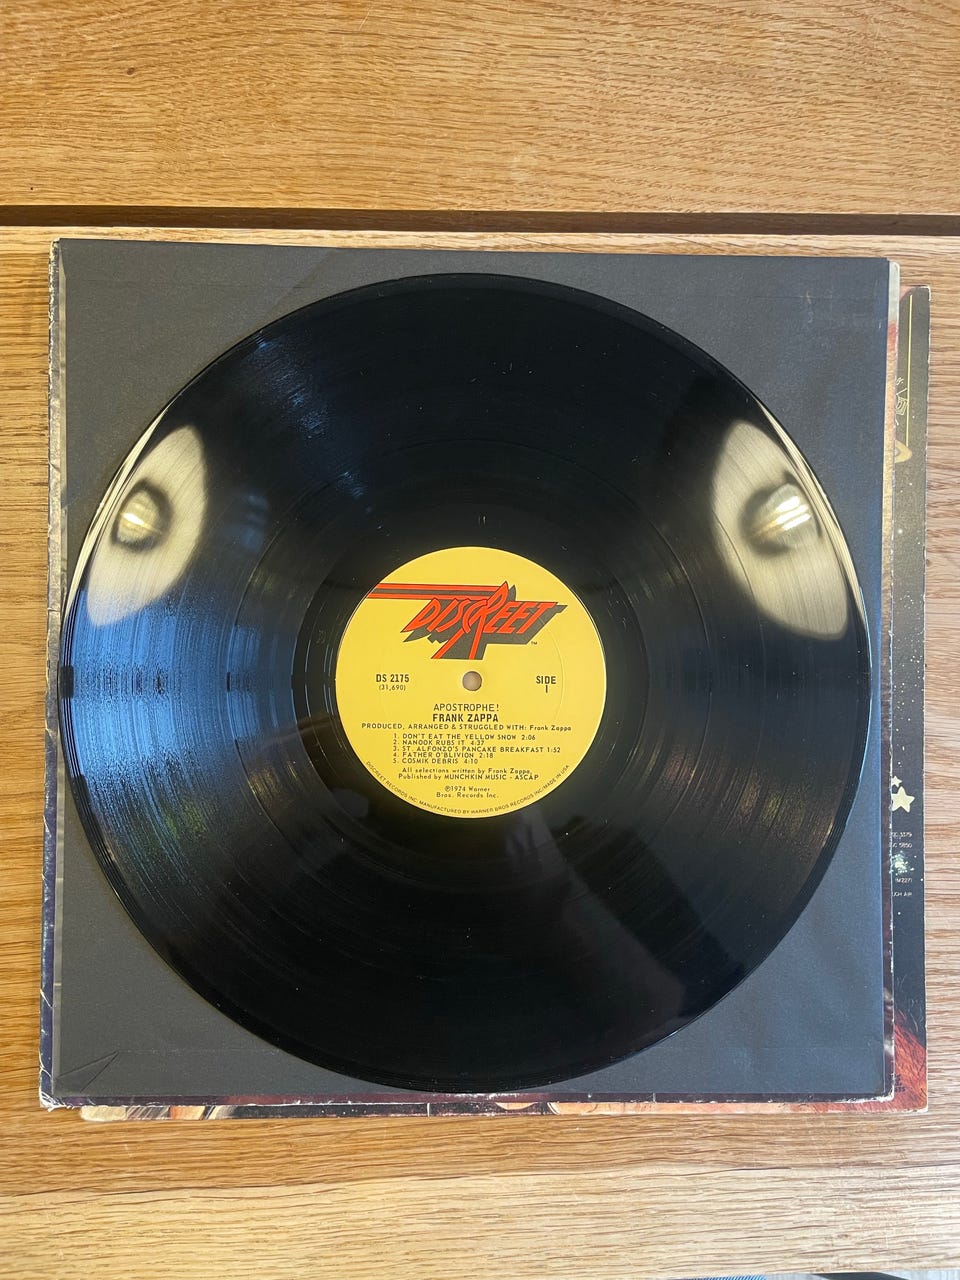 DISCREET
TM
DS 2175
(31,690)
SIDE
1
APOSTROPHE!
FRANK ZAPPA
PRODUCED, ARRANGED & STRUGGLED WITH: Frank Zappa
1. DON'T EAT THE YELLOW SNOW 2:06
2. NANOOK RUBS IT 4:37
3. ST. ALFONZO'S PANCAKE BREAKFAST 1:52
4. FATHER O'BLIVION 2:18
5. COSMIK DEBRIS 4:10
All selections written by Frank Zappa,
Published by MUNCHKIN MUSIC - ASCAP
℗1974 Warner
Bros. Records Inc.
DISCREET RECORDS INC. MANUFACTURED BY WARNER BROS RECORDS INC/MADE IN USA